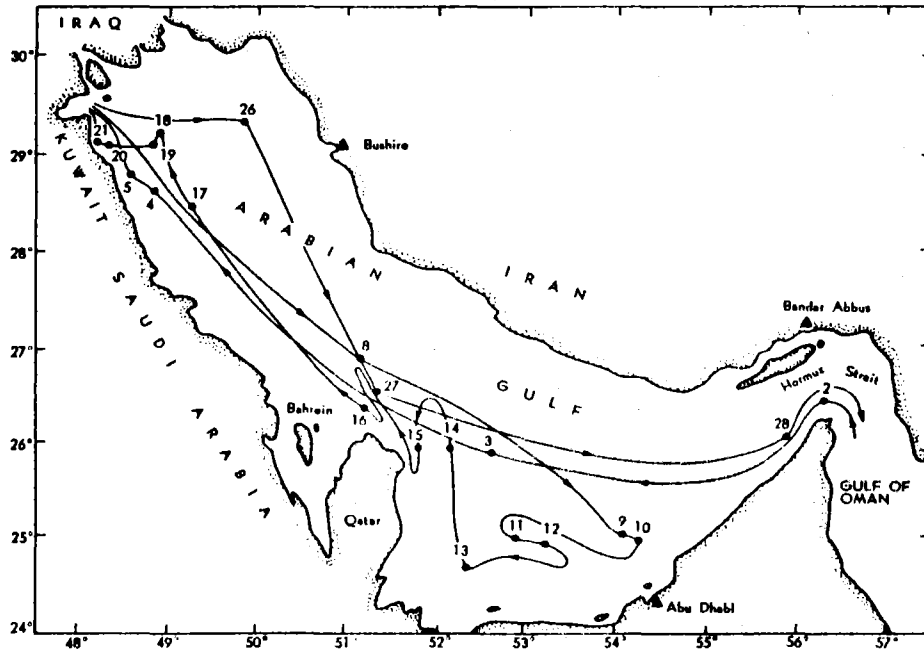 IRAQ
30°
29°
28°
27°
26°
25°
24°
48°
49°
50°
51°
52°
53°
54°
55°
56°
57°
KUWAIT
SAUDI
ARABIA
ARABIAN
GULF
IRAN
Bushire
Bandar Abbus
Hormus Strait
GULF OF
OMAN
Bahrein
Qatar
Abu Dhabi
26
18
21
20
19
5
4
17
8
27
16
15
14
3
28
2
9
10
11
12
13